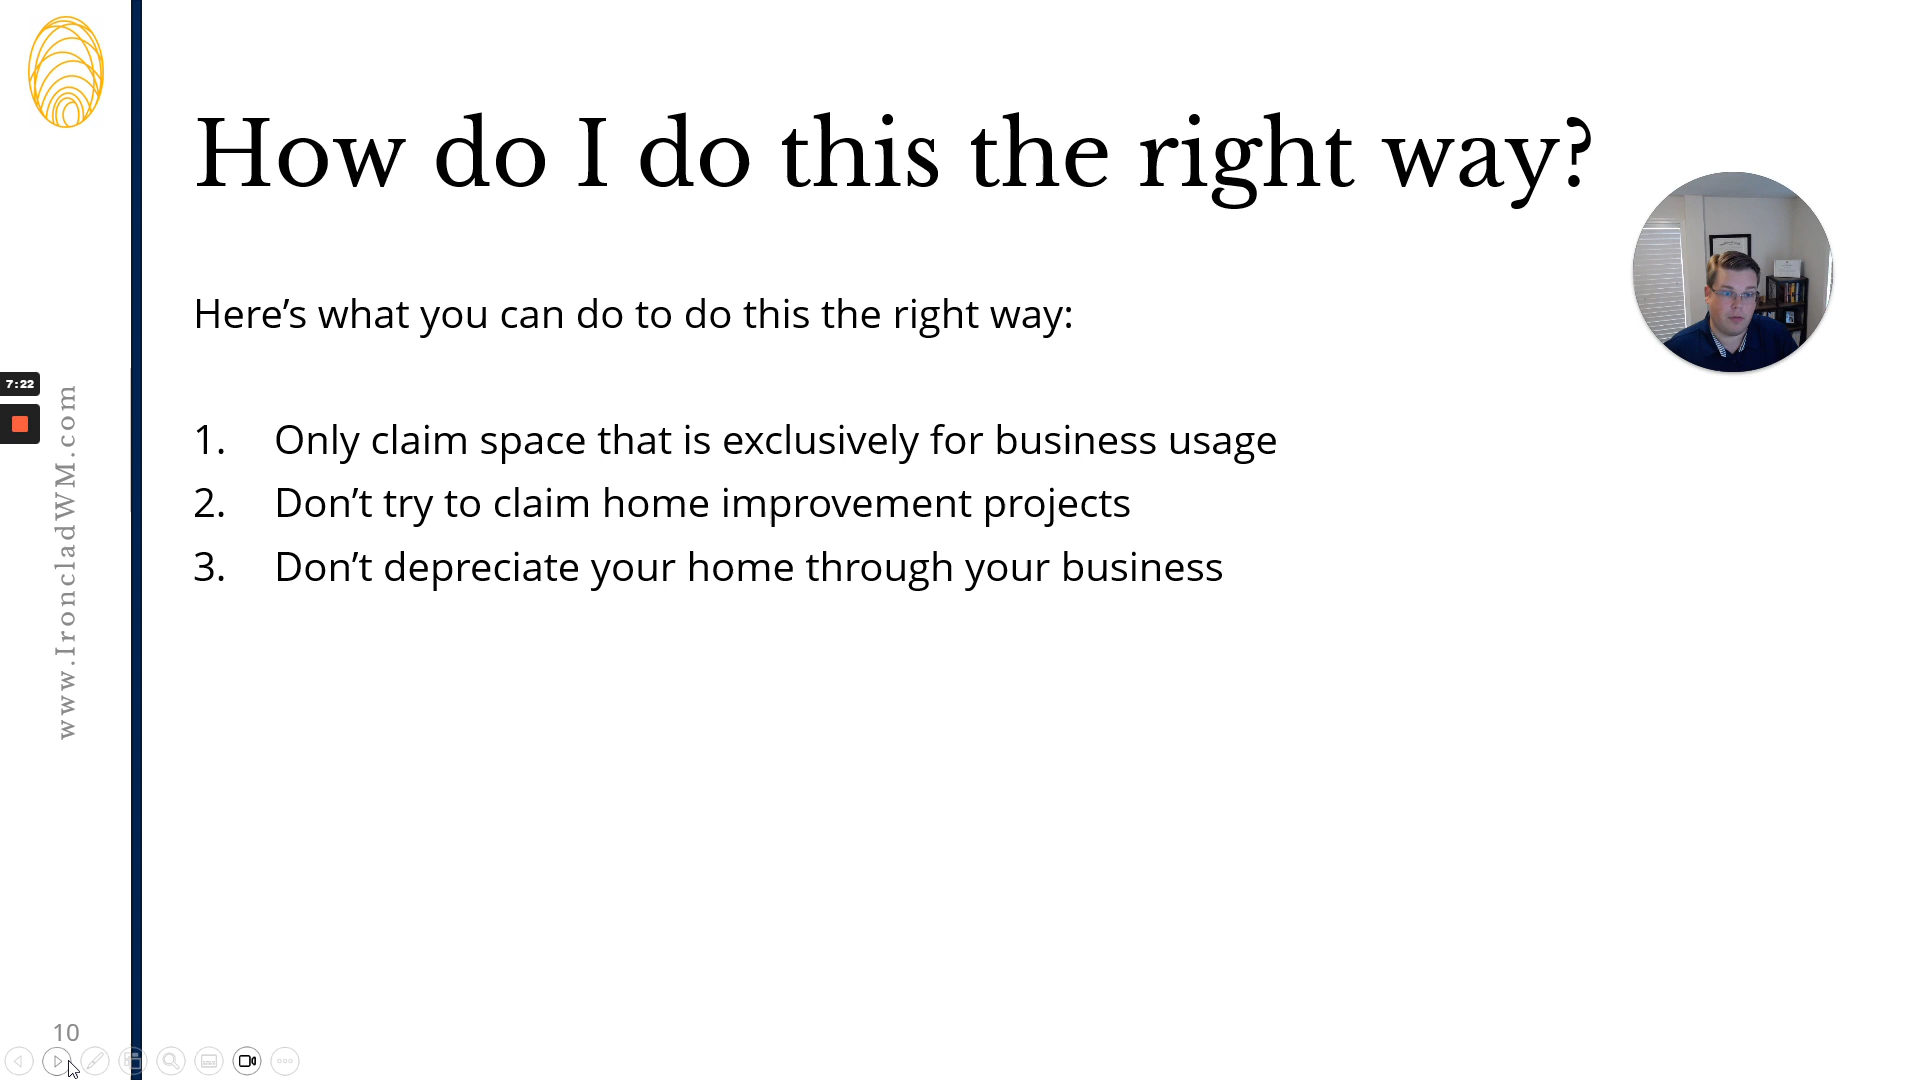 How do I do this the right way?
Here’s what you can do to do this the right way:
1. Only claim space that is exclusively for business usage
2. Don’t try to claim home improvement projects
3. Don’t depreciate your home through your business
7:22
www.IroncladWM.com
10